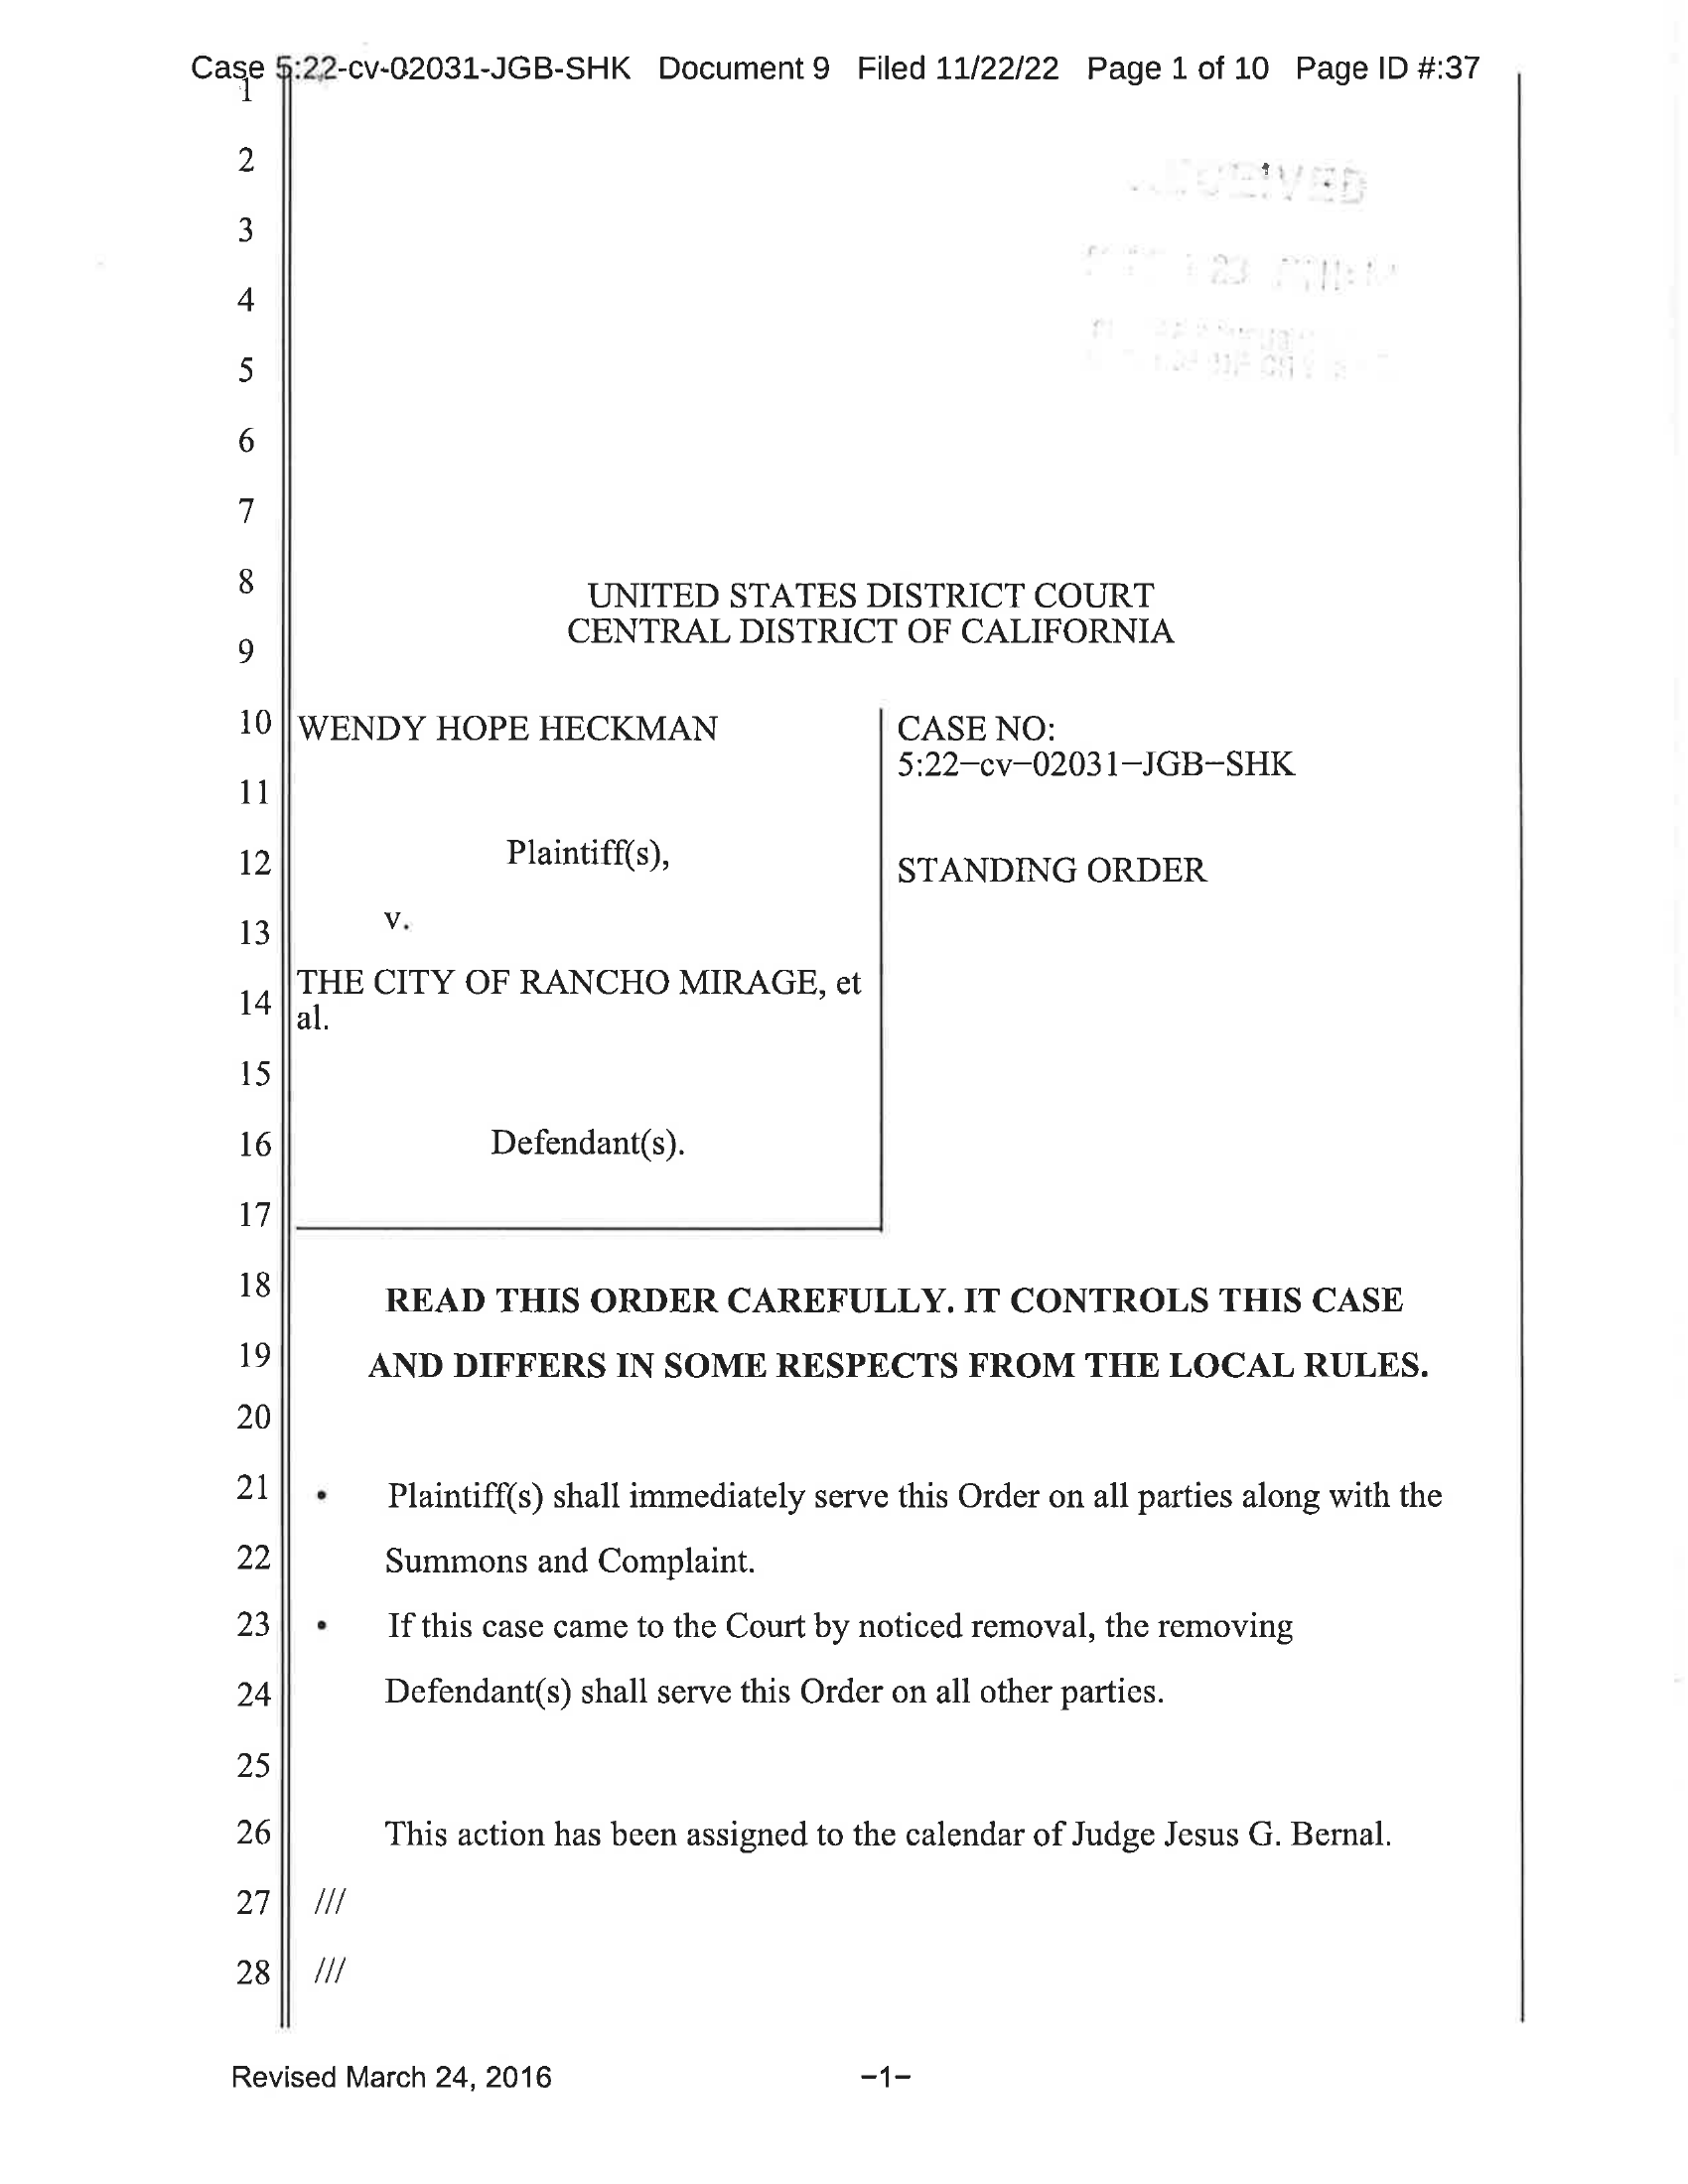 Case 5:22-cv-02031-JGB-SHK Document 9 Filed 11/22/22 Page 1 of 10 Page ID #:37
1
2
3
4
5
6
7
8
UNITED STATES DISTRICT COURT
CENTRAL DISTRICT OF CALIFORNIA
9
10 WENDY HOPE HECKMAN
CASE NO:
5:22–cv–02031–JGB–SHK
11
12 Plaintiff(s),
STANDING ORDER
13 v.
THE CITY OF RANCHO MIRAGE, et
14 al.
15
16 Defendant(s).
17
18 READ THIS ORDER CAREFULLY. IT CONTROLS THIS CASE
19 AND DIFFERS IN SOME RESPECTS FROM THE LOCAL RULES.
20
21 • Plaintiff(s) shall immediately serve this Order on all parties along with the
22 Summons and Complaint.
23 • If this case came to the Court by noticed removal, the removing
24 Defendant(s) shall serve this Order on all other parties.
25
26 This action has been assigned to the calendar of Judge Jesus G. Bernal.
27 ///
28 ///
Revised March 24, 2016 –1–